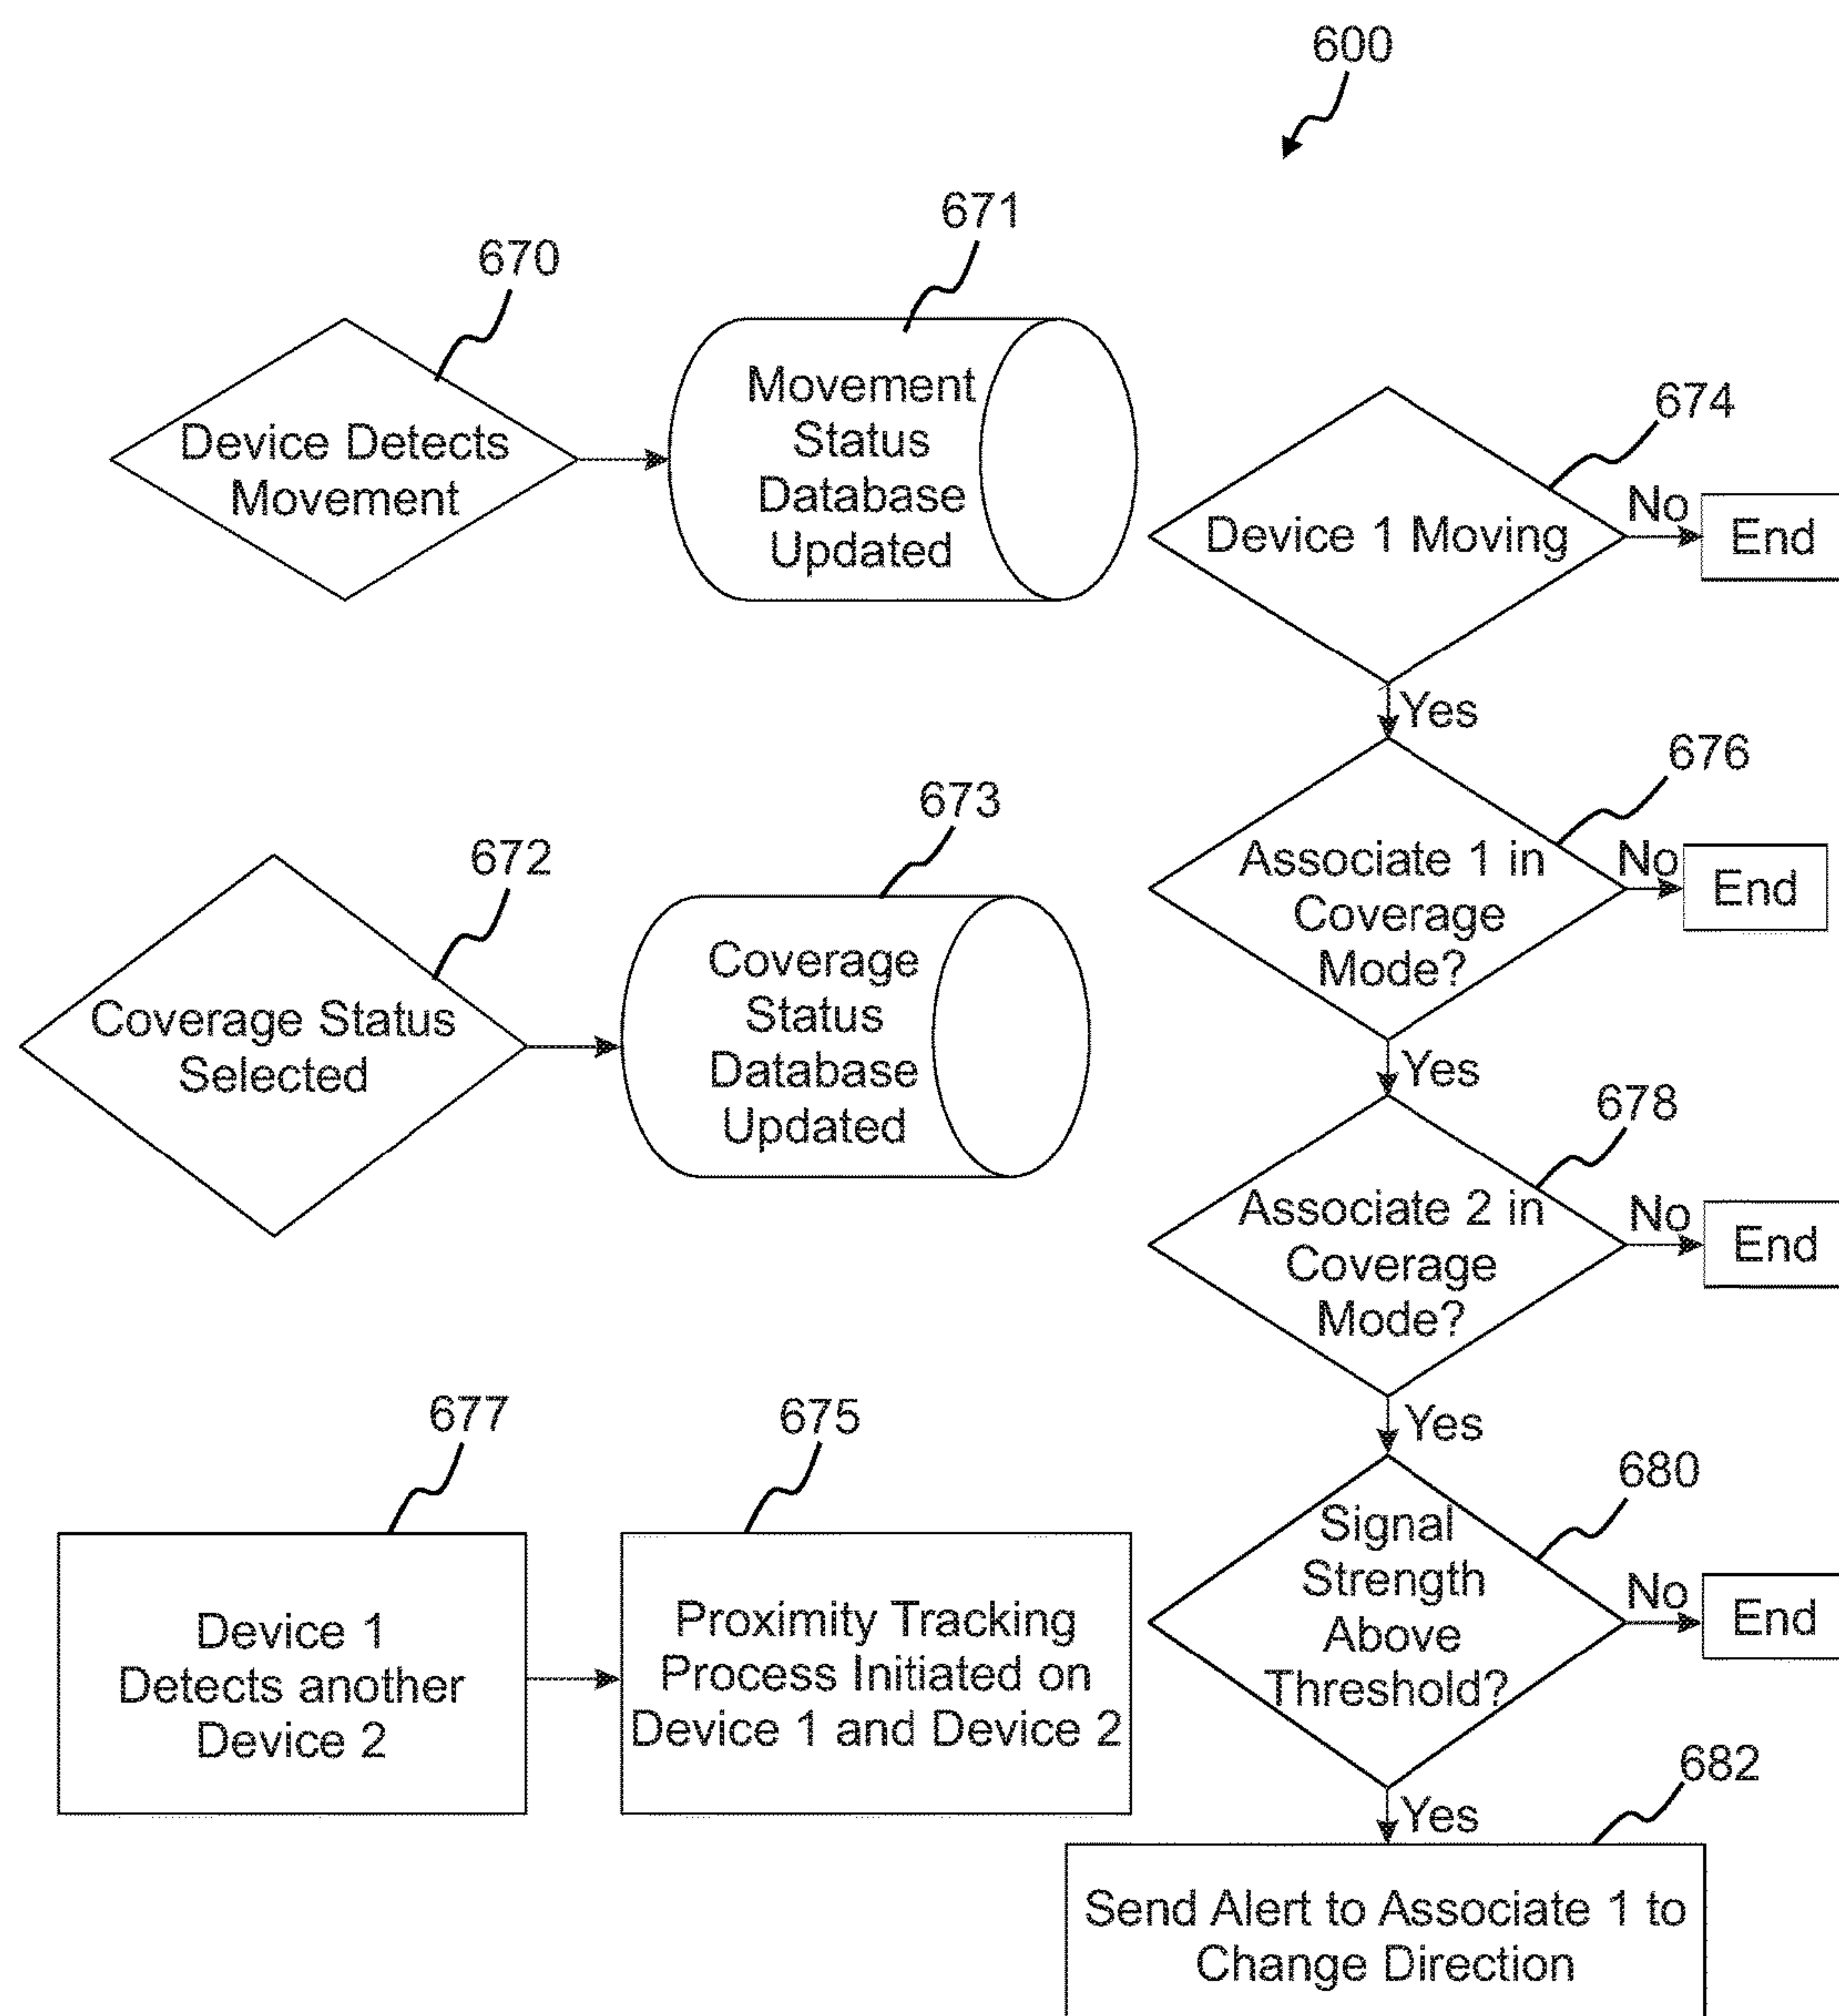 600
671
670
Movement
Status
Database
Updated
Device Detects
Movement
674
Device 1 Moving
No
End
Yes
676
Associate 1 in
Coverage
Mode?
No
End
Yes
673
672
Coverage Status
Selected
Coverage
Status
Database
Updated
678
Associate 2 in
Coverage
Mode?
No
End
Yes
677
675
Device 1
Detects another
Device 2
Proximity Tracking
Process Initiated on
Device 1 and Device 2
680
Signal
Strength
Above
Threshold?
No
End
Yes
682
Send Alert to Associate 1 to
Change Direction